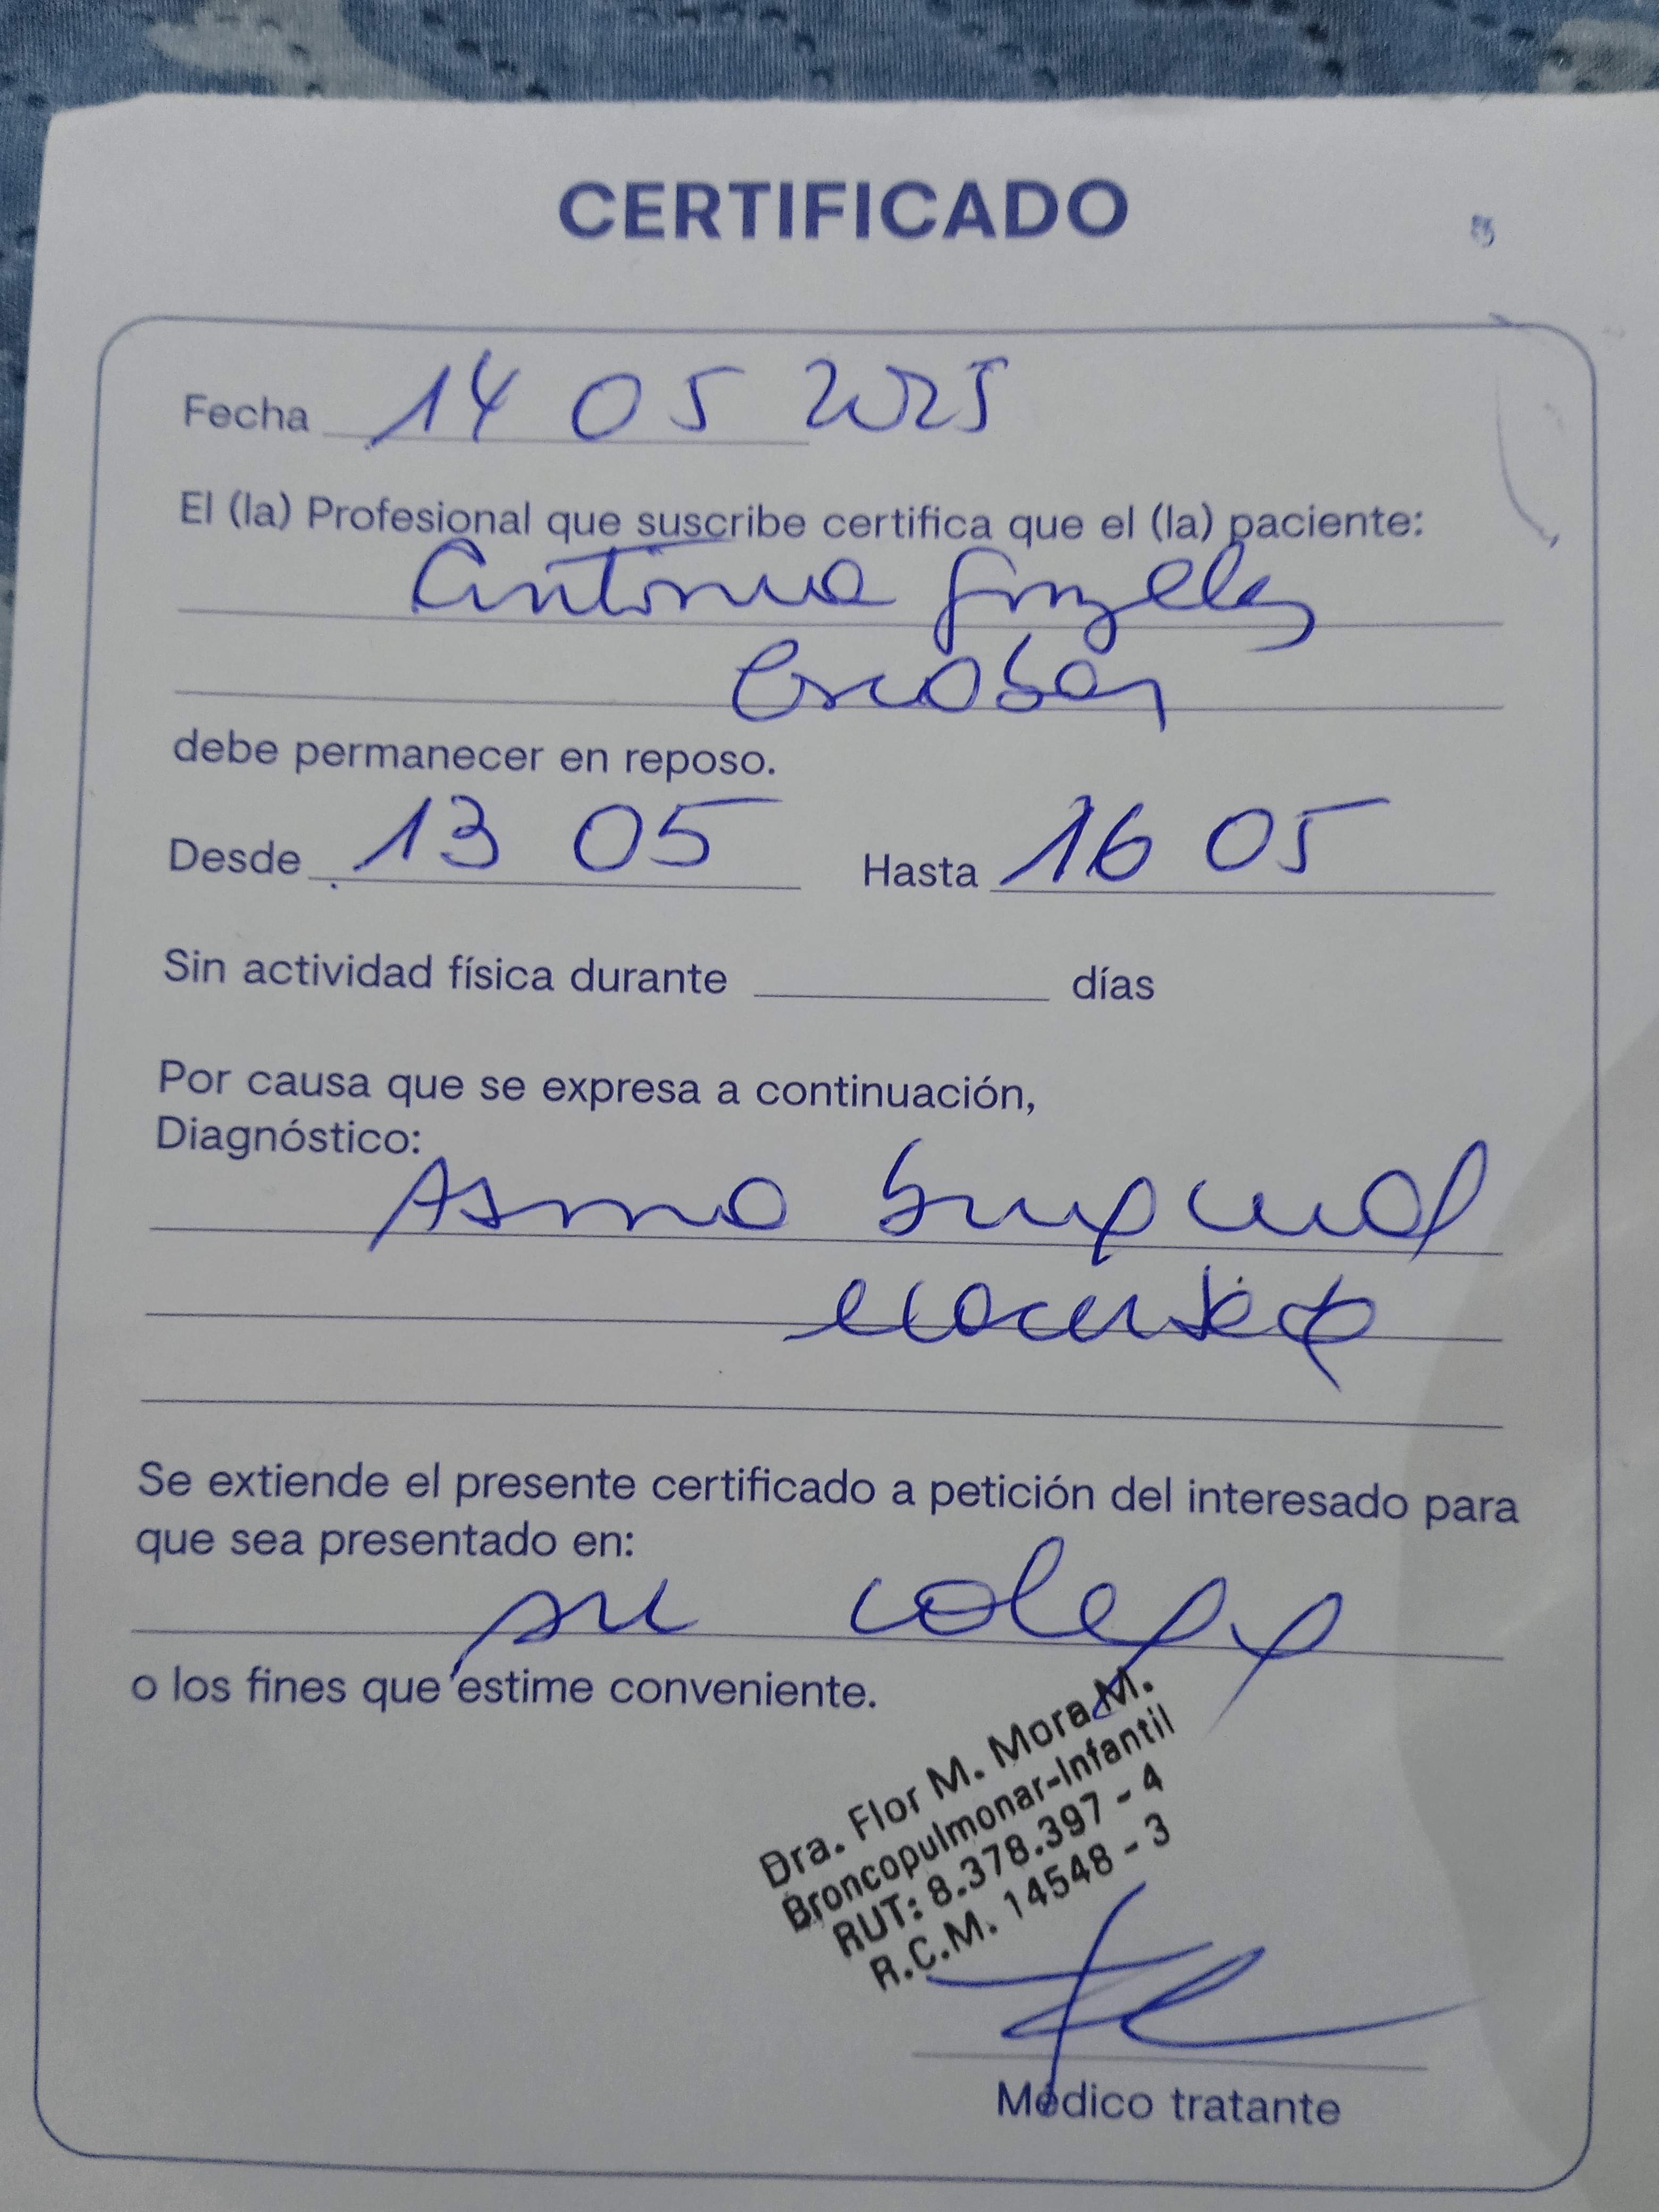 CERTIFICADO
Fecha 14 05 2025
El (la) Profesional que suscribe certifica que el (la) paciente:
Antonia González
Escobar
debe permanecer en reposo.
Desde 13 05 Hasta 16 05
Sin actividad física durante ____ días
Por causa que se expresa a continuación,
Diagnóstico:
Asma
Se extiende el presente certificado a petición del interesado para
que sea presentado en:
su colegio
o los fines que estime conveniente.
Dra. Flor M. Mora M.
Broncopulmonar-Infantil
RUT: 8.378.397 - 4
R.C.M. 14548 - 3
Médico tratante